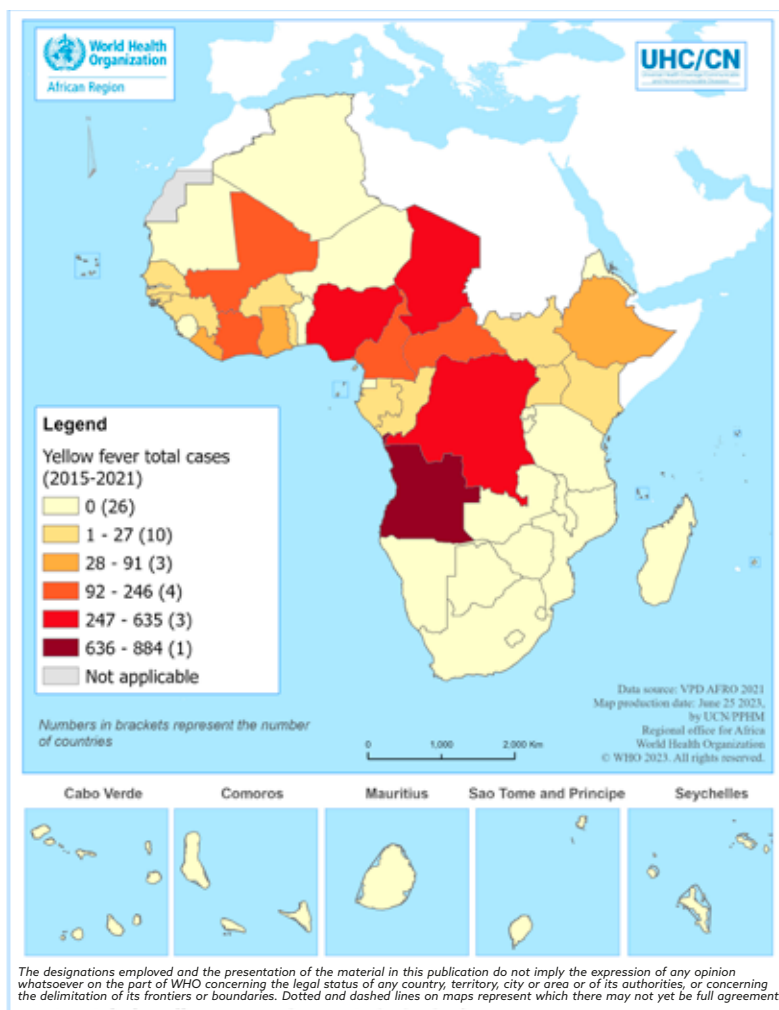 World Health
Organization
African Region
UHC/CN
Legend
Yellow fever total cases
(2015-2021)
0 (26)
1 - 27 (10)
28 - 91 (3)
92 - 246 (4)
247 - 635 (3)
636 - 884 (1)
Not applicable
Numbers in brackets represent the number
of countries
0 1,000 2,000 Km
Data source: VPD AFRO 2021
Map production date: June 25 2023,
by UCN/PPHM
Regional office for Africa
World Health Organization
© WHO 2023. All rights reserved.
Cabo Verde
Comoros
Mauritius
Sao Tome and Principe
Seychelles
The designations employed and the presentation of the material in this publication do not imply the expression of any opinion
whatsoever on the part of WHO concerning the legal status of any country, territory, city or area or of its authorities, or concerning
the delimitation of its frontiers or boundaries. Dotted and dashed lines on maps represent which there may not yet be full agreement